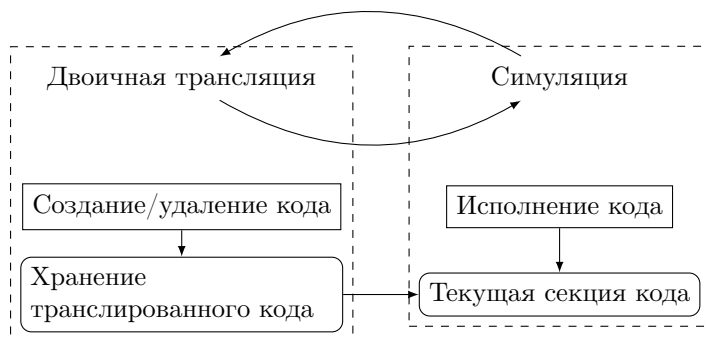 Двоичная трансляция
Симуляция
Создание/удаление кода
Исполнение кода
Хранение
транслированного кода
Текущая секция кода